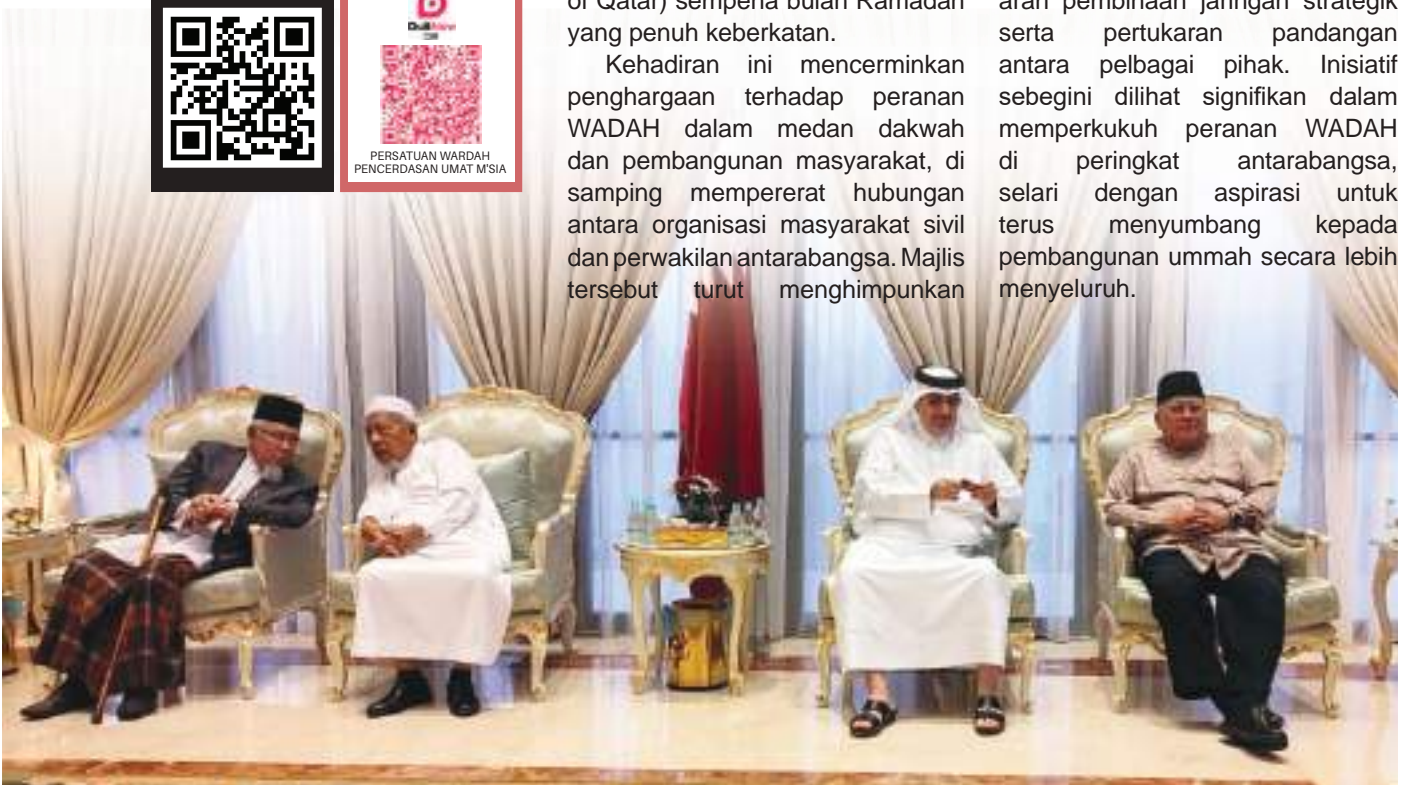 DuitNow
PERSATUAN WARDAH
PENCERDASAN UMAT M'SIA
of Qatar) sempena bulan Ramadan
yang penuh keberkatan.
Kehadiran ini mencerminkan
penghargaan terhadap peranan
WADAH dalam medan dakwah
dan pembangunan masyarakat, di
samping mempererat hubungan
antara organisasi masyarakat sivil
dan perwakilan antarabangsa. Majlis
tersebut turut menghimpunkan
pembinaan jaringan strategik
serta pertukaran pandangan
antara pelbagai pihak. Inisiatif
sebegini dilihat signifikan dalam
memperkukuh peranan WADAH
di peringkat antarabangsa,
selari dengan aspirasi untuk
terus menyumbang kepada
pembangunan ummah secara lebih
menyeluruh.